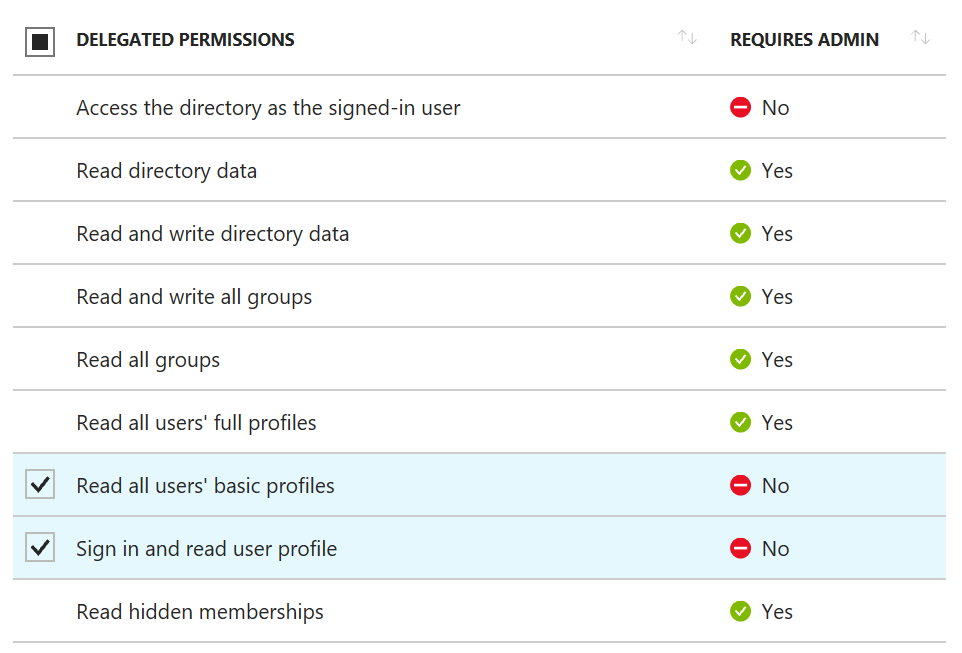 DELEGATED PERMISSIONS REQUIRES ADMIN
Access the directory as the signed-in user No
Read directory data Yes
Read and write directory data Yes
Read and write all groups Yes
Read all groups Yes
Read all users' full profiles Yes
Read all users' basic profiles No
Sign in and read user profile No
Read hidden memberships Yes